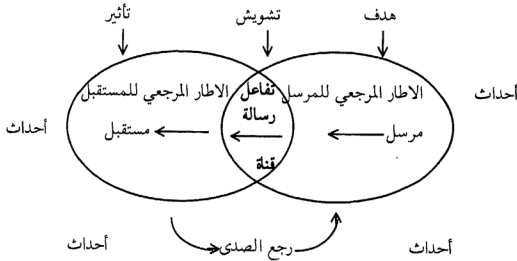 هدف
تشويش
تأثير
أحداث
الاطار المرجعي للمرسل
تفاعل
الاطار المرجعي للمستقبل
رسالة
مرسل
مستقبل
أحداث
قناة
أحداث
رجع الصدى
أحداث